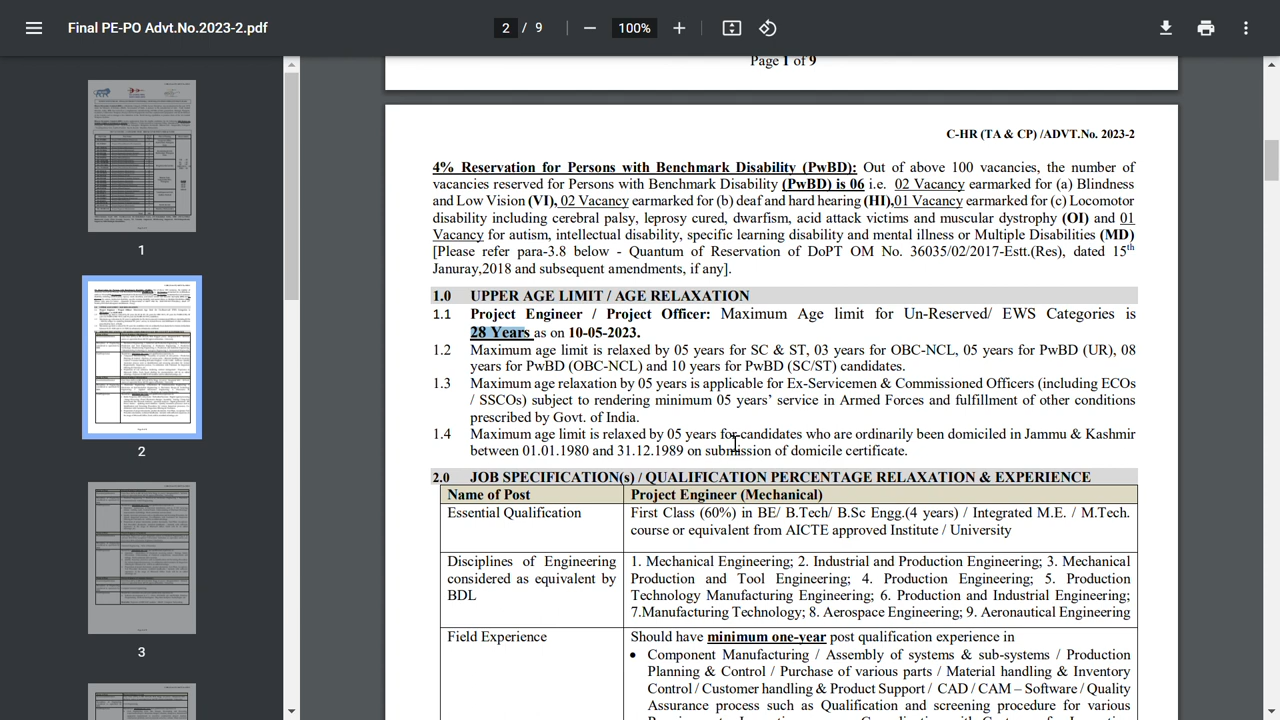 Final PE-PO Advt.No.2023-2.pdf
2 / 9
100%
1
2
3
Page 1 of 9
C-HR (TA & CP) /ADVT.No. 2023-2
4% Reservation for Persons with Benchmark Disability (PwBD): Out of above 100 vacancies, the number of
vacancies reserved for Persons with Benchmark Disability (PwBD) is 06 i.e. 02 Vacancy earmarked for (a) Blindness
and Low Vision (VI), 02 Vacancy earmarked for (b) deaf and hard hearing (HI),01 Vacancy earmarked for (c) Locomotor
disability including cerebral palsy, leprosy cured, dwarfism, acid attack victims and muscular dystrophy (OI) and 01
Vacancy for autism, intellectual disability, specific learning disability and mental illness or Multiple Disabilities (MD)
[Please refer para-3.8 below - Quantum of Reservation of DoPT OM No. 36035/02/2017-Estt.(Res), dated 15th
Januray,2018 and subsequent amendments, if any].
1.0 UPPER AGE LIMIT / AGE RELAXATION
1.1 Project Engineer / Project Officer: Maximum Age limit for Un-Reserved/ EWS Categories is
28 Years as on 10-05-2023.
1.2 Maximum age limit is relaxed by 05 years for SC & ST, 03 years for OBC-NCL, 05 years for PwBD (UR), 08
years for PwBD (OBC-NCL) and 10 years for PwBD (SC/ST) candidates.
1.3 Maximum relaxation by 05 years is applicable for Ex-Servicemen & Commissioned Officers (including ECOs
/ SSCOs) subject to rendering minimum 05 years’ service in Armed Forces and fulfillment of other conditions
prescribed by Govt. of India.
1.4 Maximum age limit is relaxed by 05 years for candidates who are ordinarily been domiciled in Jammu & Kashmir
between 01.01.1980 and 31.12.1989 on submission of domicile certificate.
2.0 JOB SPECIFICATION(s) / QUALIFICATION PERCENTAGE RELAXATION & EXPERIENCE
Name of Post Project Engineer (Mechanical)
Essential Qualification First Class (60%) in BE/ B.Tech/ B.Sc Engg.(4 years) / Integrated M.E. / M.Tech.
course or equivalent from AICTE approved Institute / University
Disciplines of Engineering 1. Mechanical Engineering; 2. Industrial and Production Engineering; 3. Mechanical
considered as equivalent by Production and Tool Engineering; 4. Production Engineering; 5. Production
BDL Technology Manufacturing Engineering; 6. Production and Industrial Engineering;
7.Manufacturing Technology; 8. Aerospace Engineering; 9. Aeronautical Engineering
Field Experience Should have minimum one-year post qualification experience in
• Component Manufacturing / Assembly of systems & sub-systems / Production
Planning & Control / Purchase of various parts / Material handling & Inventory
Control / Customer handling & Product Support / CAD / CAM – Software / Quality
Assurance process such as Qualification and screening procedure for various